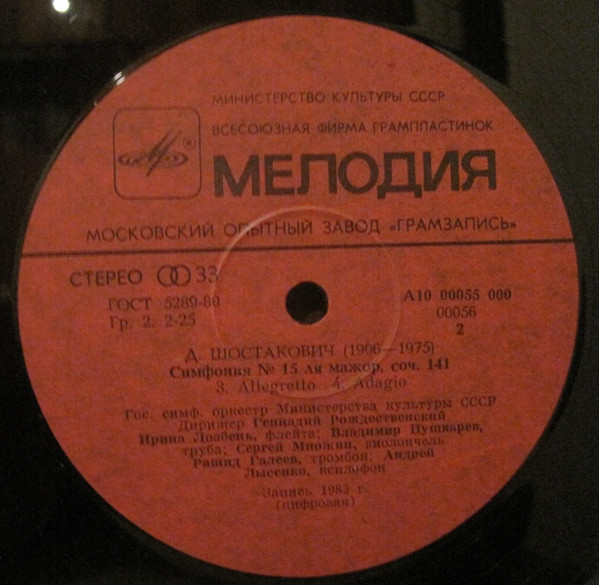 МИНИСТЕРСТВО КУЛЬТУРЫ СССР
ВСЕСОЮЗНАЯ ФИРМА ГРАМПЛАСТИНОК
®
МЕЛОДИЯ
МОСКОВСКИЙ ОПЫТНЫЙ ЗАВОД «ГРАМЗАПИСЬ»
СТЕРЕО 33
ГОСТ 5289-80
Гр. 2. 2-25
А10 00055 000
00056
2
Д. ШОСТАКОВИЧ (1906—1975)
Симфония № 15 ля мажор, соч. 141
3. Allegretto 4. Adagio
Гос. симф. оркестр Министерства культуры СССР
Дирижер Геннадий Рождественский
Ирина Лозбень, флейта; Владимир Пушкарев,
труба; Сергей Множин, виолончель
Рашид Галеев, тромбон; Андрей
Лысенко, ксилофон
Запись 1983 г.
(цифровая)